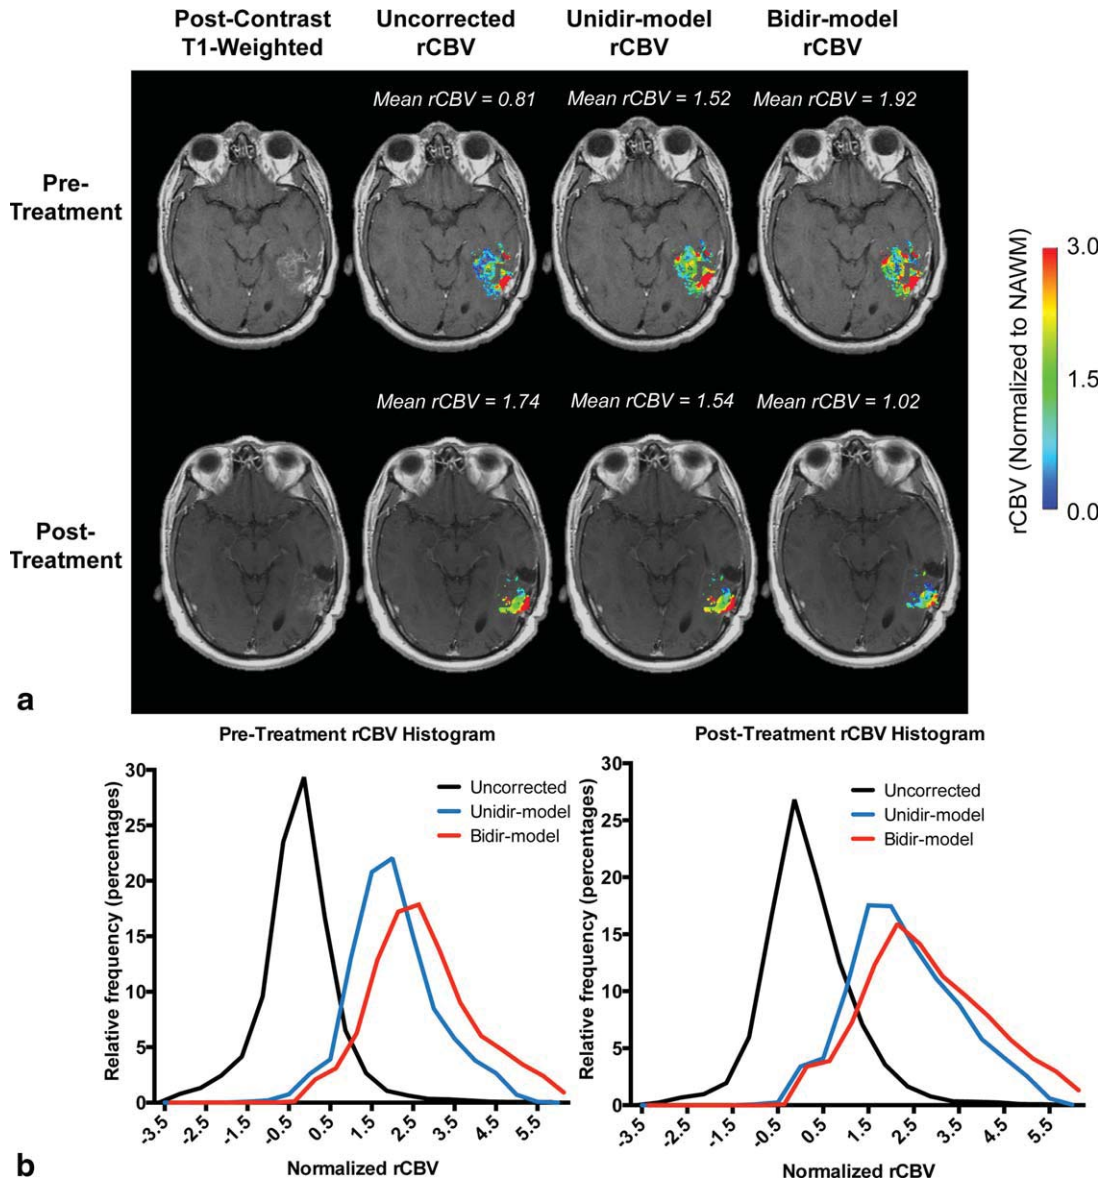 Post-Contrast
T1-Weighted
Uncorrected
rCBV
Unidir-model
rCBV
Bidir-model
rCBV
Pre-
Treatment
Mean rCBV = 0.81
Mean rCBV = 1.52
Mean rCBV = 1.92
Post-
Treatment
Mean rCBV = 1.74
Mean rCBV = 1.54
Mean rCBV = 1.02
3.0
1.5
0.0
rCBV (Normalized to NAWM)
a
Pre-Treatment rCBV Histogram
Relative frequency (percentages)
30
25
20
15
10
5
0
Uncorrected
Unidir-model
Bidir-model
-3.5
-2.5
-1.5
-0.5
0.5
1.5
2.5
3.5
4.5
5.5
Normalized rCBV
Post-Treatment rCBV Histogram
Relative frequency (percentages)
30
25
20
15
10
5
0
Uncorrected
Unidir-model
Bidir-model
-3.5
-2.5
-1.5
-0.5
0.5
1.5
2.5
3.5
4.5
5.5
Normalized rCBV
b